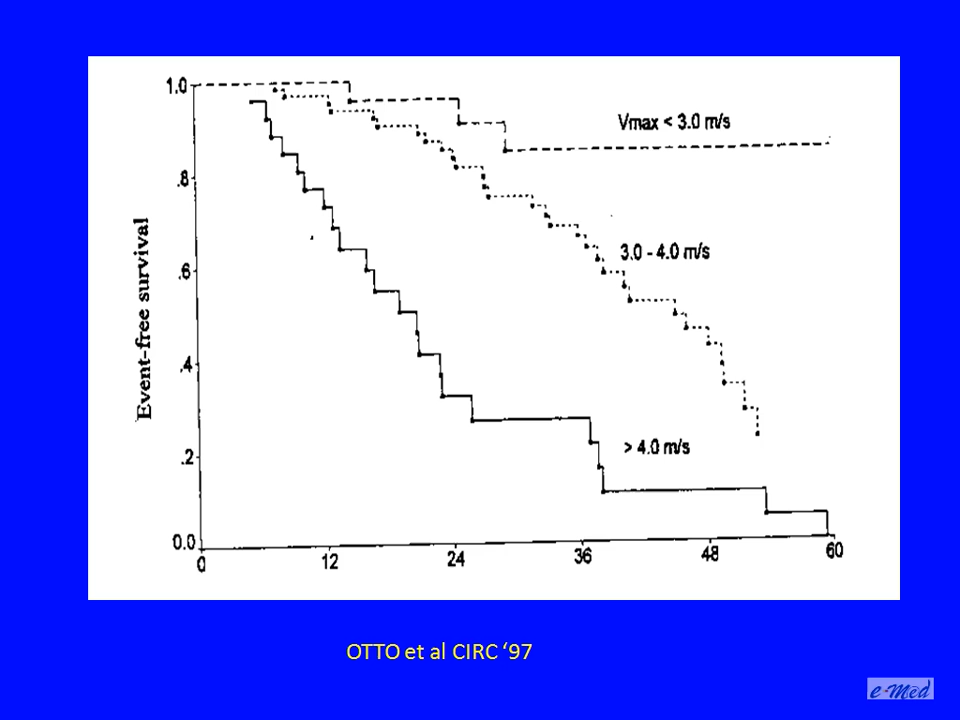 1.0
Vmax < 3.0 m/s
.8
Event-free survival
3.0 - 4.0 m/s
.6
.4
> 4.0 m/s
.2
0.0
0 12 24 36 48 60
OTTO et al CIRC ‘97
e-Med